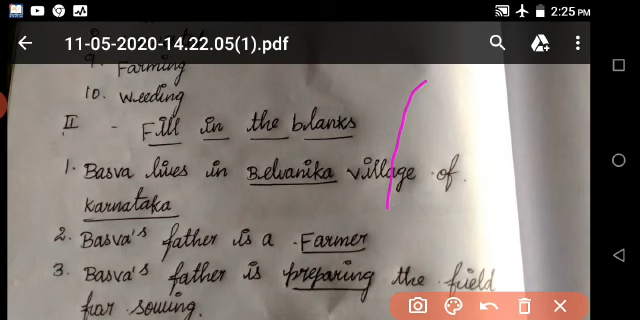 2:25 PM
11-05-2020-14.22.05(1).pdf
9. Farming
10. Weeding
II - Fill in the blanks
1. Basva lives in Belvanika village of
Karnataka
2. Basva's father is a Farmer
3. Basva's father is preparing the field
for sowing.